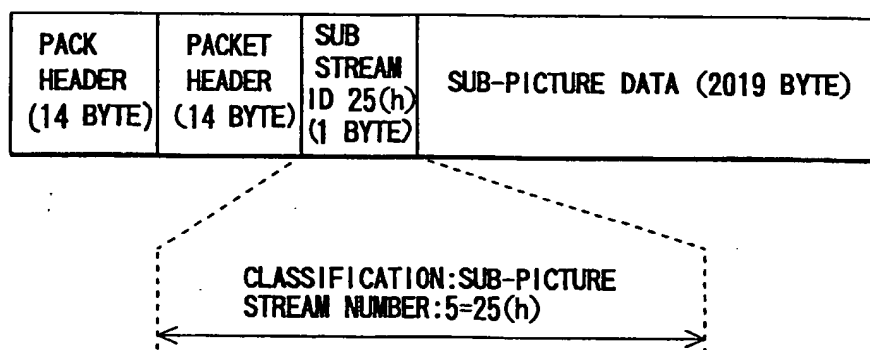 PACK
HEADER
(14 BYTE)
PACKET
HEADER
(14 BYTE)
SUB
STREAM
ID 25(h)
(1 BYTE)
SUB-PICTURE DATA (2019 BYTE)
CLASSIFICATION:SUB-PICTURE
STREAM NUMBER:5=25(h)